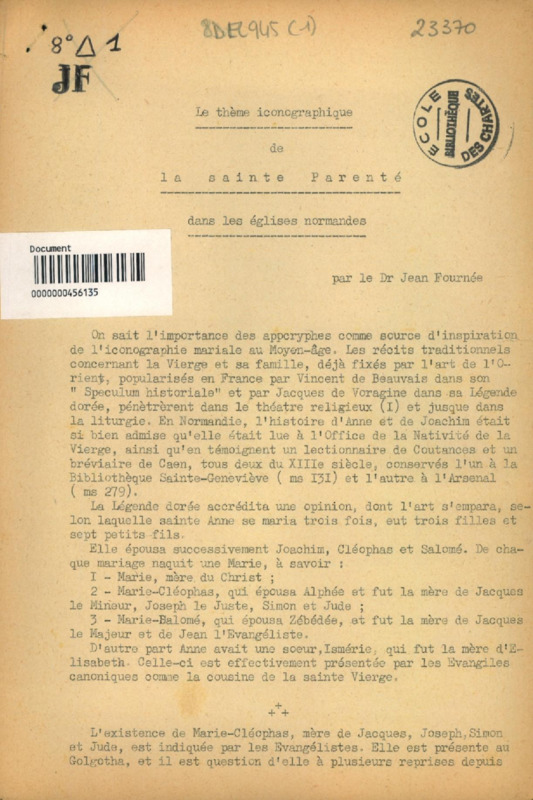 8DEL945 (-1)
23370
8° △ 1
JF
ECOLE
DES CHARTES
BIBLIOTHÈQUE
Le thème iconographique
de
la sainte Parenté
dans les églises normandes
Document
0000000456135
par le Dr Jean Fournée
On sait l'importance des appcryphes comme source d'inspiration
de l'iconographie mariale au Moyen-âge. Les récits traditionnels
concernant la Vierge et sa famille, déjà fixés par l'art de l'O-
rient, popularisés en France par Vincent de Beauvais dans son
" Speculum historiale" et par Jacques de Voragine dans sa Légende
dorée, pénètrèrent dans le théatre religieux (I) et jusque dans
la liturgie. En Normandie, l'histoire d'Anne et de Joachim était
si bien admise qu'elle était lue à l'Office de la Nativité de la
Vierge, ainsi qu'en témoignent un lectionnaire de Coutances et un
bréviaire de Caen, tous deux du XIIIe siècle, conservés l'un à la
Bibliothèque Sainte-Geneviève ( ms I3I) et l'autre à l'Arsenal
( ms 279).
La Légende dorée accrédita une opinion, dont l'art s'empara, se-
lon laquelle sainte Anne se maria trois fois, eut trois filles et
sept petits fils.
Elle épousa successivement Joachim, Cléophas et Salomé. De cha-
que mariage naquit une Marie, à savoir :
I - Marie, mère du Christ ;
2 - Marie-Cléophas, qui épousa Alphée et fut la mère de Jacques
le Mineur, Joseph le Juste, Simon et Jude ;
3 - Marie-Balomé, qui épousa Zébédée, et fut la mère de Jacques
le Majeur et de Jean l'Evangéliste.
D'autre part Anne avait une soeur,Ismérie, qui fut la mère d'E-
lisabeth. Celle-ci est effectivement présentée par les Evangiles
canoniques comme la cousine de la sainte Vierge.
+
+ +
L'existence de Marie-Cléophas, mère de Jacques, Joseph,Simon
et Jude, est indiquée par les Evangélistes. Elle est présente au
Golgotha, et il est question d'elle à plusieurs reprises depuis